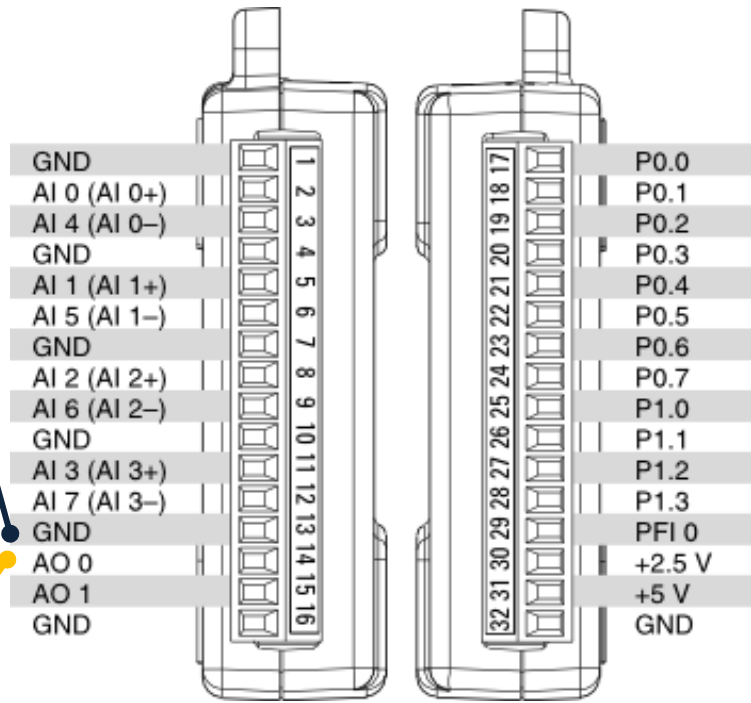 GND 1
AI 0 (AI 0+) 2
AI 4 (AI 0–) 3
GND 4
AI 1 (AI 1+) 5
AI 5 (AI 1–) 6
GND 7
AI 2 (AI 2+) 8
AI 6 (AI 2–) 9
GND 10
AI 3 (AI 3+) 11
AI 7 (AI 3–) 12
GND 13
AO 0 14
AO 1 15
GND 16
17 P0.0
18 P0.1
19 P0.2
20 P0.3
21 P0.4
22 P0.5
23 P0.6
24 P0.7
25 P1.0
26 P1.1
27 P1.2
28 P1.3
29 PFI 0
30 +2.5 V
31 +5 V
32 GND